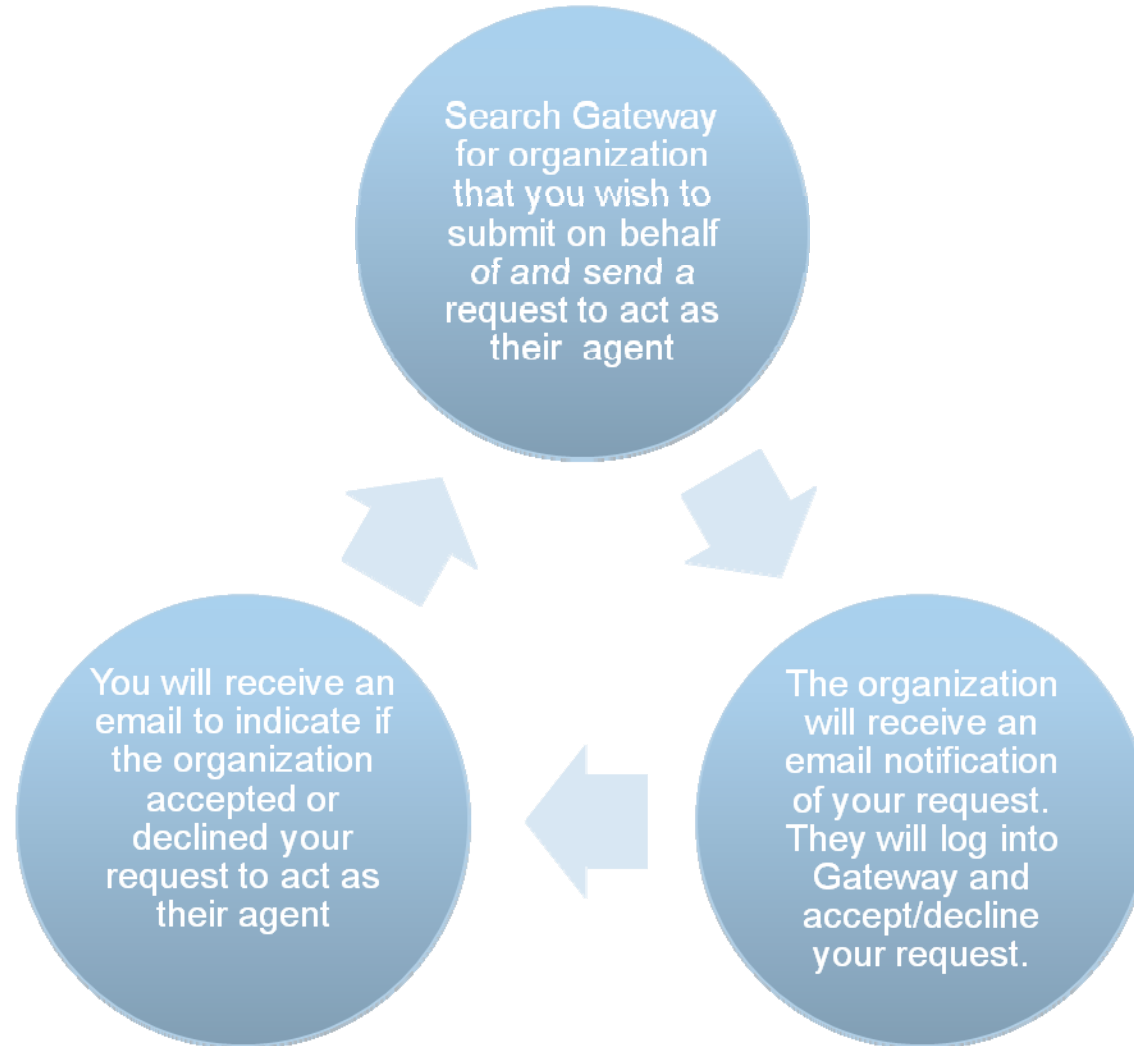 Search Gateway
for organization
that you wish to
submit on behalf
of and send a
request to act as
their agent
The organization
will receive an
email notification
of your request.
They will log into
Gateway and
accept/decline
your request.
You will receive an
email to indicate if
the organization
accepted or
declined your
request to act as
their agent